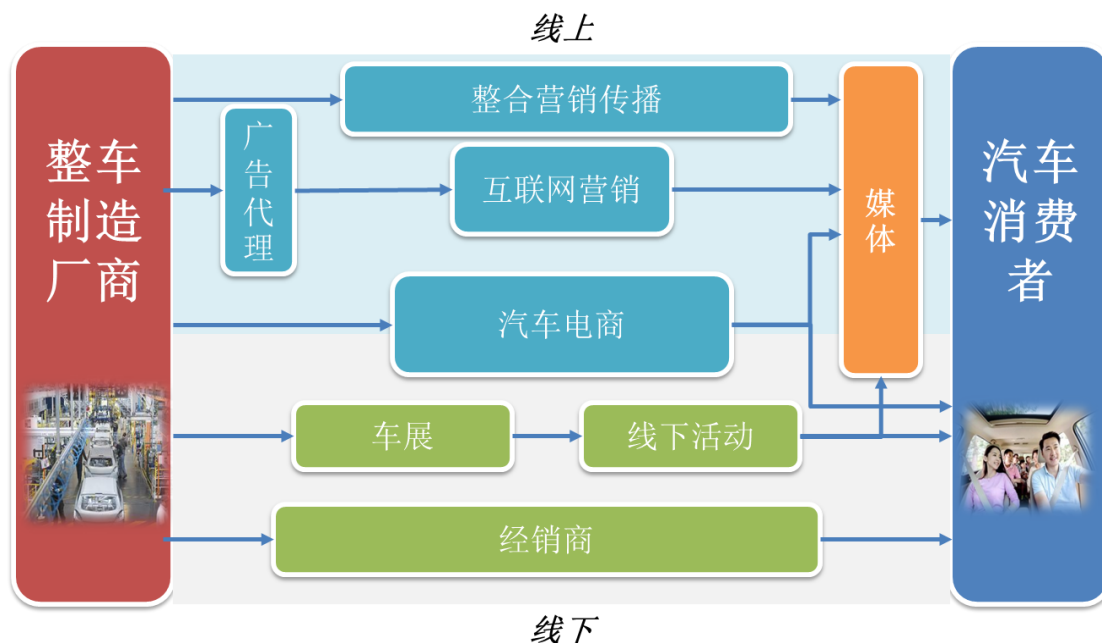 线上
整车
制造
厂商
整合营销传播
广
告
代
理
互联网营销
汽车电商
媒
体
汽车
消费
者
车展
线下活动
经销商
线下